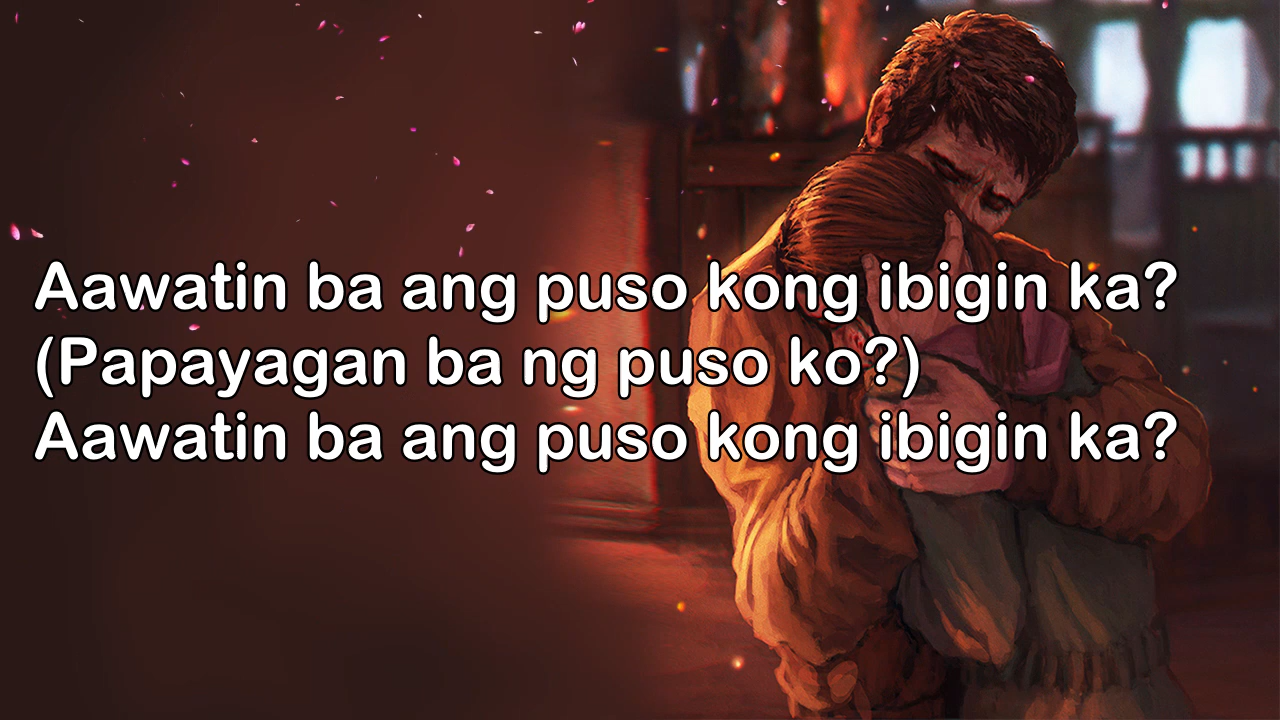 Aawatin ba ang puso kong ibigin ka?
(Papayagan ba ng puso ko?)
Aawatin ba ang puso kong ibigin ka?